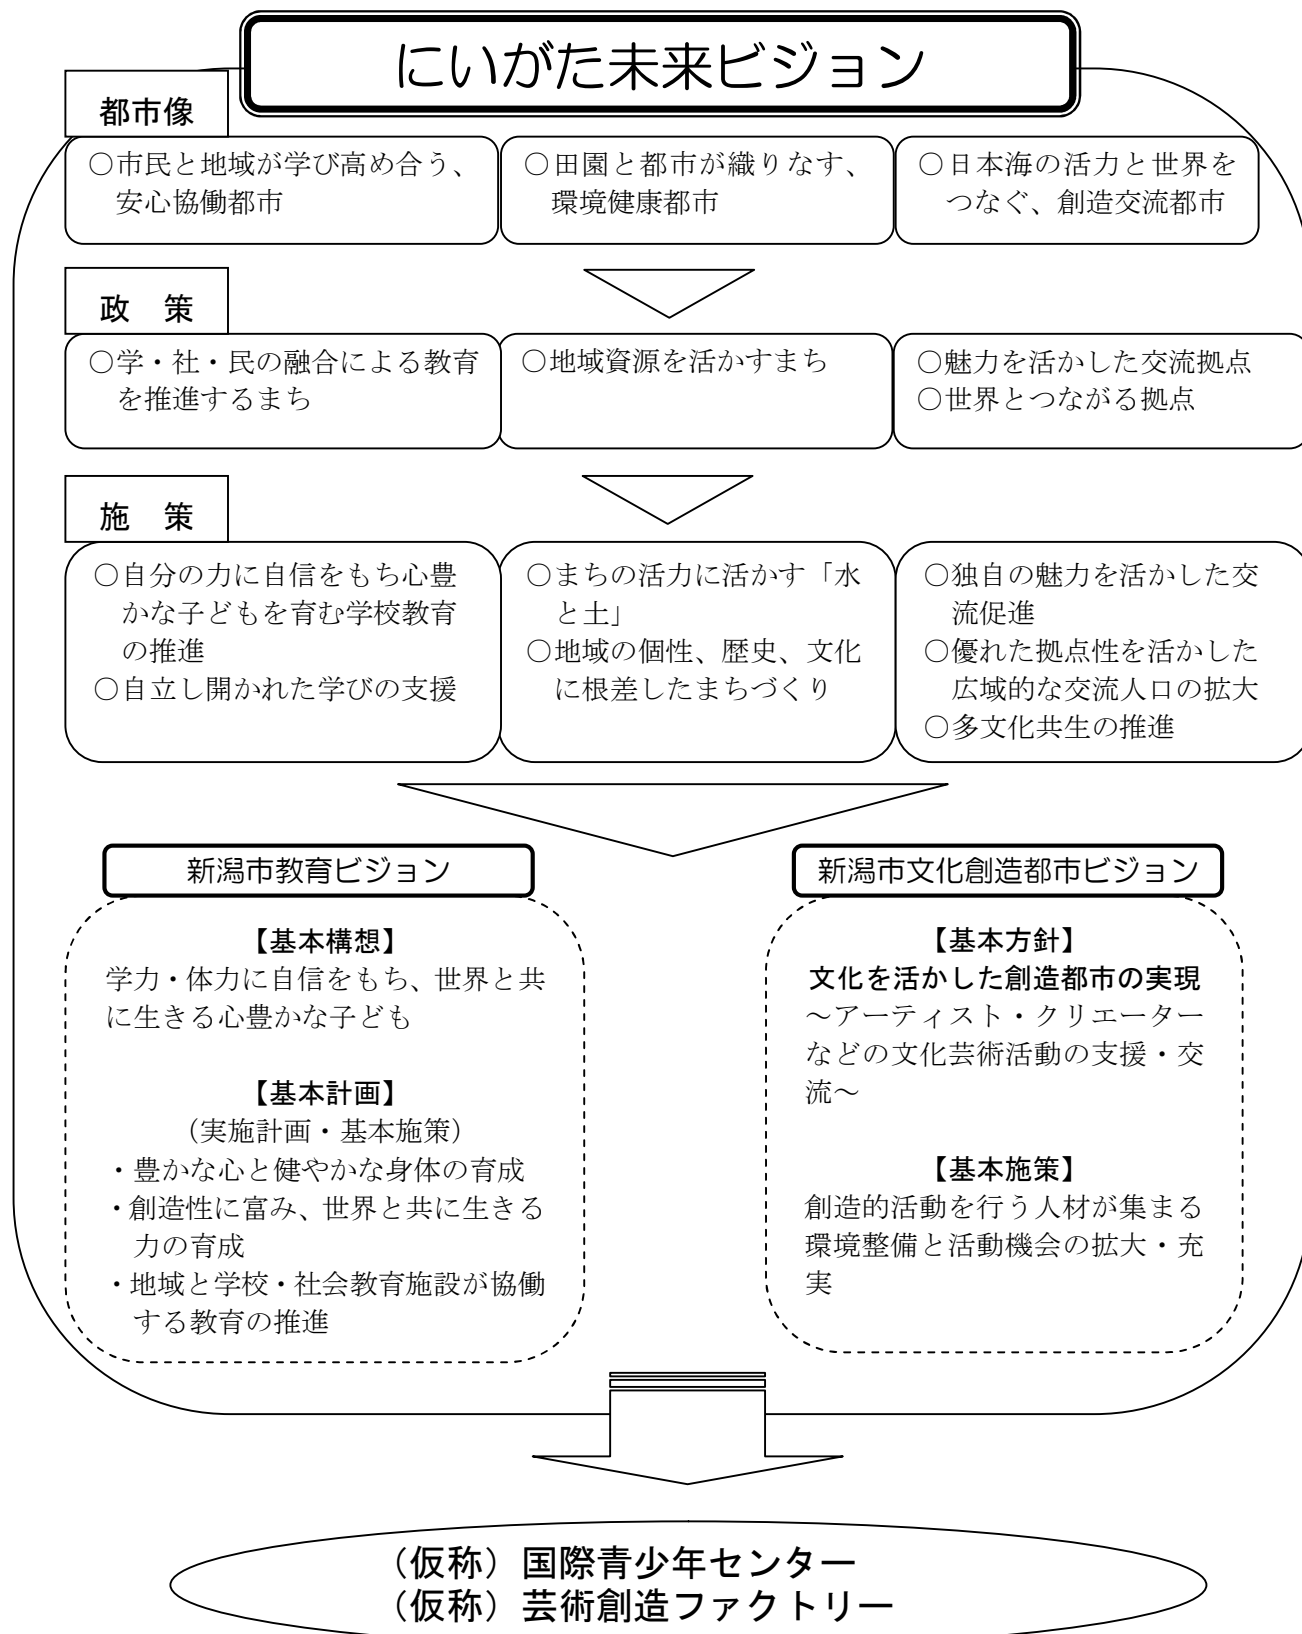 にいがた未来ビジョン
都市像
○市民と地域が学び高め合う、
安心協働都市
○田園と都市が織りなす、
環境健康都市
○日本海の活力と世界を
つなぐ、創造交流都市
政　策
○学・社・民の融合による教育
を推進するまち
○地域資源を活かすまち
○魅力を活かした交流拠点
○世界とつながる拠点
施　策
○自分の力に自信をもち心豊
かな子どもを育む学校教育
の推進
○自立し開かれた学びの支援
○まちの活力に活かす「水
と土」
○地域の個性、歴史、文化
に根差したまちづくり
○独自の魅力を活かした交
流促進
○優れた拠点性を活かした
広域的な交流人口の拡大
○多文化共生の推進
新潟市教育ビジョン
【基本構想】
学力・体力に自信をもち、世界と共
に生きる心豊かな子ども
【基本計画】
（実施計画・基本施策）
・豊かな心と健やかな身体の育成
・創造性に富み、世界と共に生きる
力の育成
・地域と学校・社会教育施設が協働
する教育の推進
新潟市文化創造都市ビジョン
【基本方針】
文化を活かした創造都市の実現
～アーティスト・クリエーター
などの文化芸術活動の支援・交
流～
【基本施策】
創造的活動を行う人材が集まる
環境整備と活動機会の拡大・充
実
（仮称）国際青少年センター
（仮称）芸術創造ファクトリー